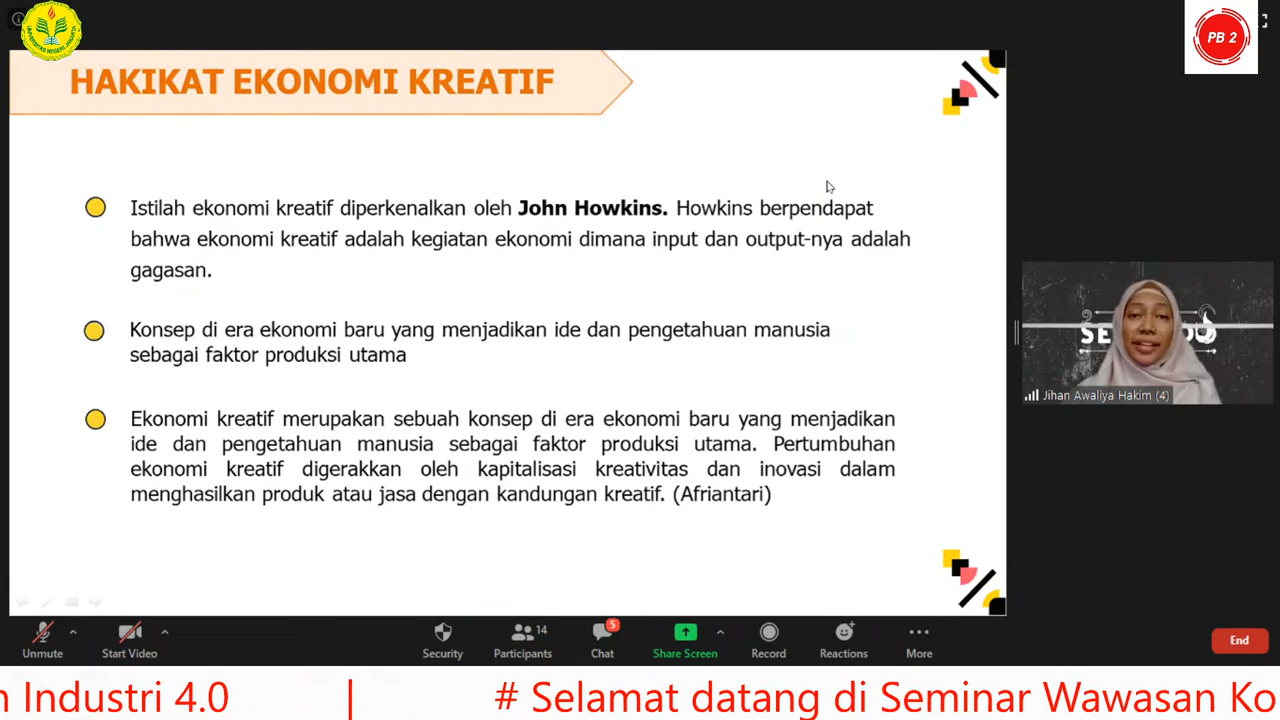 UNIVERSITAS NEGERI JAKARTA
PB 2
HAKIKAT EKONOMI KREATIF
Istilah ekonomi kreatif diperkenalkan oleh John Howkins. Howkins berpendapat
bahwa ekonomi kreatif adalah kegiatan ekonomi dimana input dan output-nya adalah
gagasan.
Konsep di era ekonomi baru yang menjadikan ide dan pengetahuan manusia
sebagai faktor produksi utama
Ekonomi kreatif merupakan sebuah konsep di era ekonomi baru yang menjadikan
ide dan pengetahuan manusia sebagai faktor produksi utama. Pertumbuhan
ekonomi kreatif digerakkan oleh kapitalisasi kreativitas dan inovasi dalam
menghasilkan produk atau jasa dengan kandungan kreatif. (Afriantari)
Jihan Awaliya Hakim (4)
Unmute
Start Video
Security
14
Participants
5
Chat
Share Screen
Record
Reactions
More
End
n Industri 4.0 | # Selamat datang di Seminar Wawasan Ko